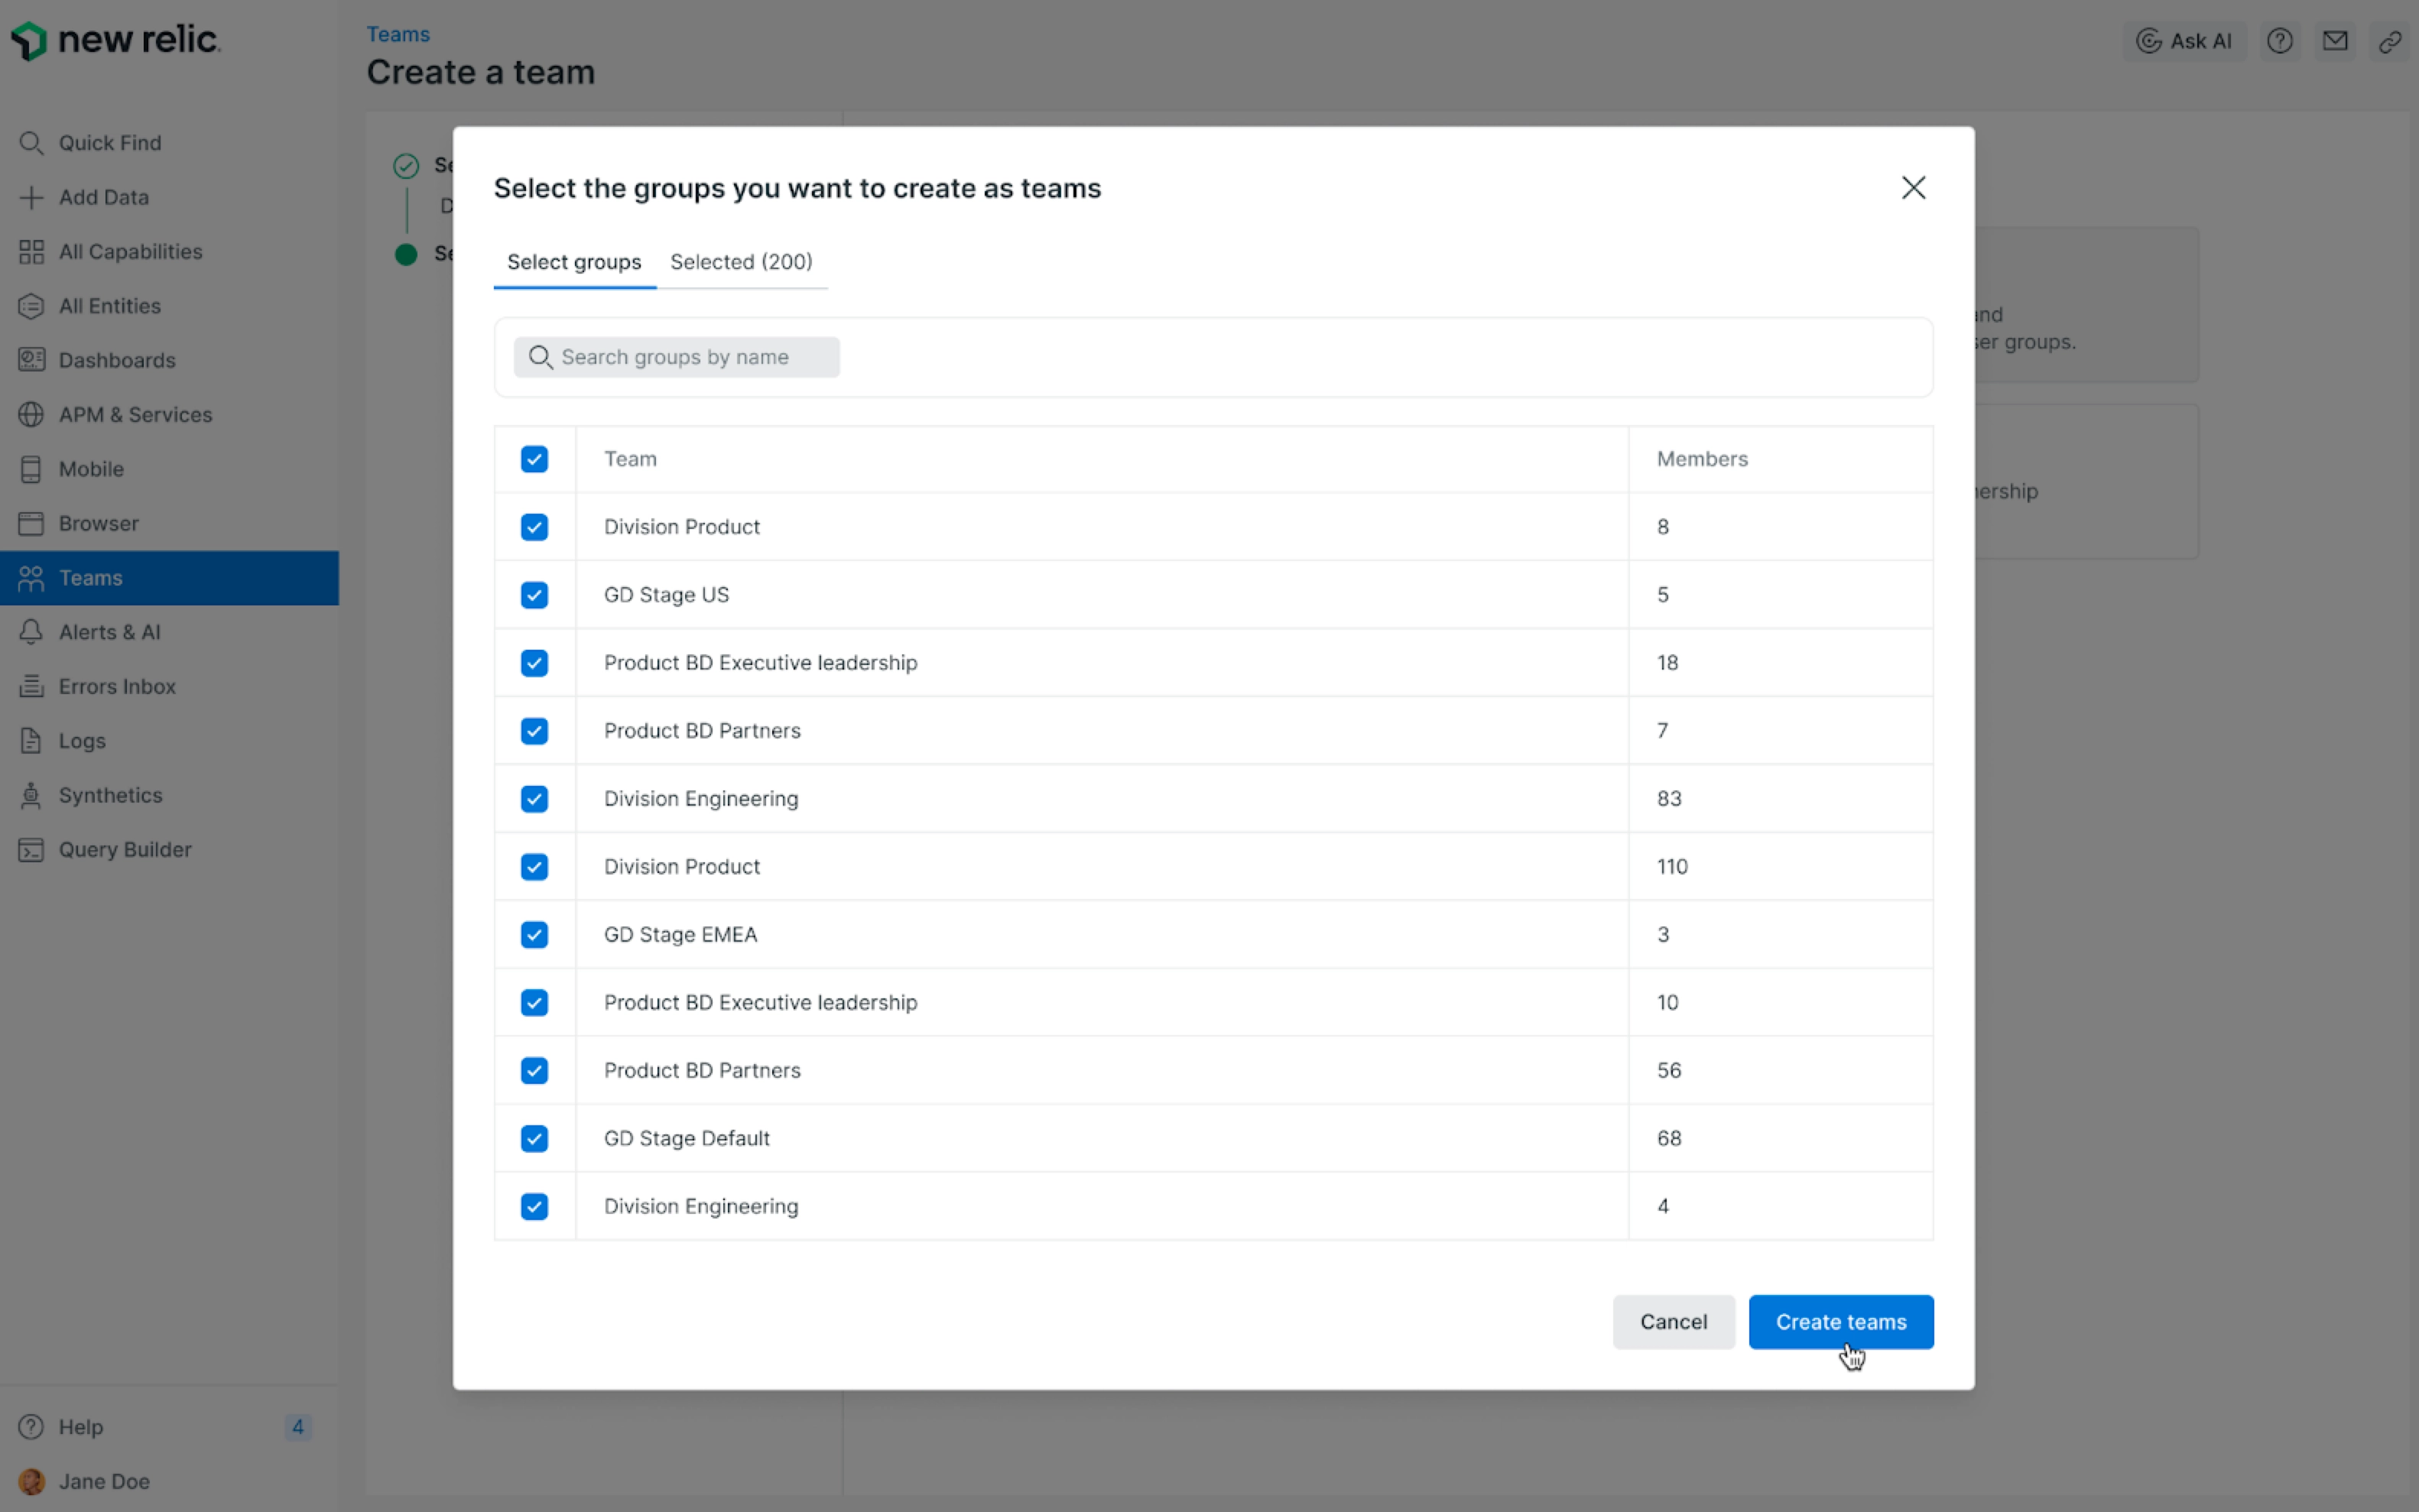 new relic.
Teams
Create a team
Ask AI
Quick Find
Add Data
All Capabilities
All Entities
Dashboards
APM & Services
Mobile
Browser
Teams
Alerts & AI
Errors Inbox
Logs
Synthetics
Query Builder
Help 4
Jane Doe
Select the groups you want to create as teams
Select groups Selected (200)
Search groups by name
Team Members
Division Product 8
GD Stage US 5
Product BD Executive leadership 18
Product BD Partners 7
Division Engineering 83
Division Product 110
GD Stage EMEA 3
Product BD Executive leadership 10
Product BD Partners 56
GD Stage Default 68
Division Engineering 4
Cancel Create teams
groups.